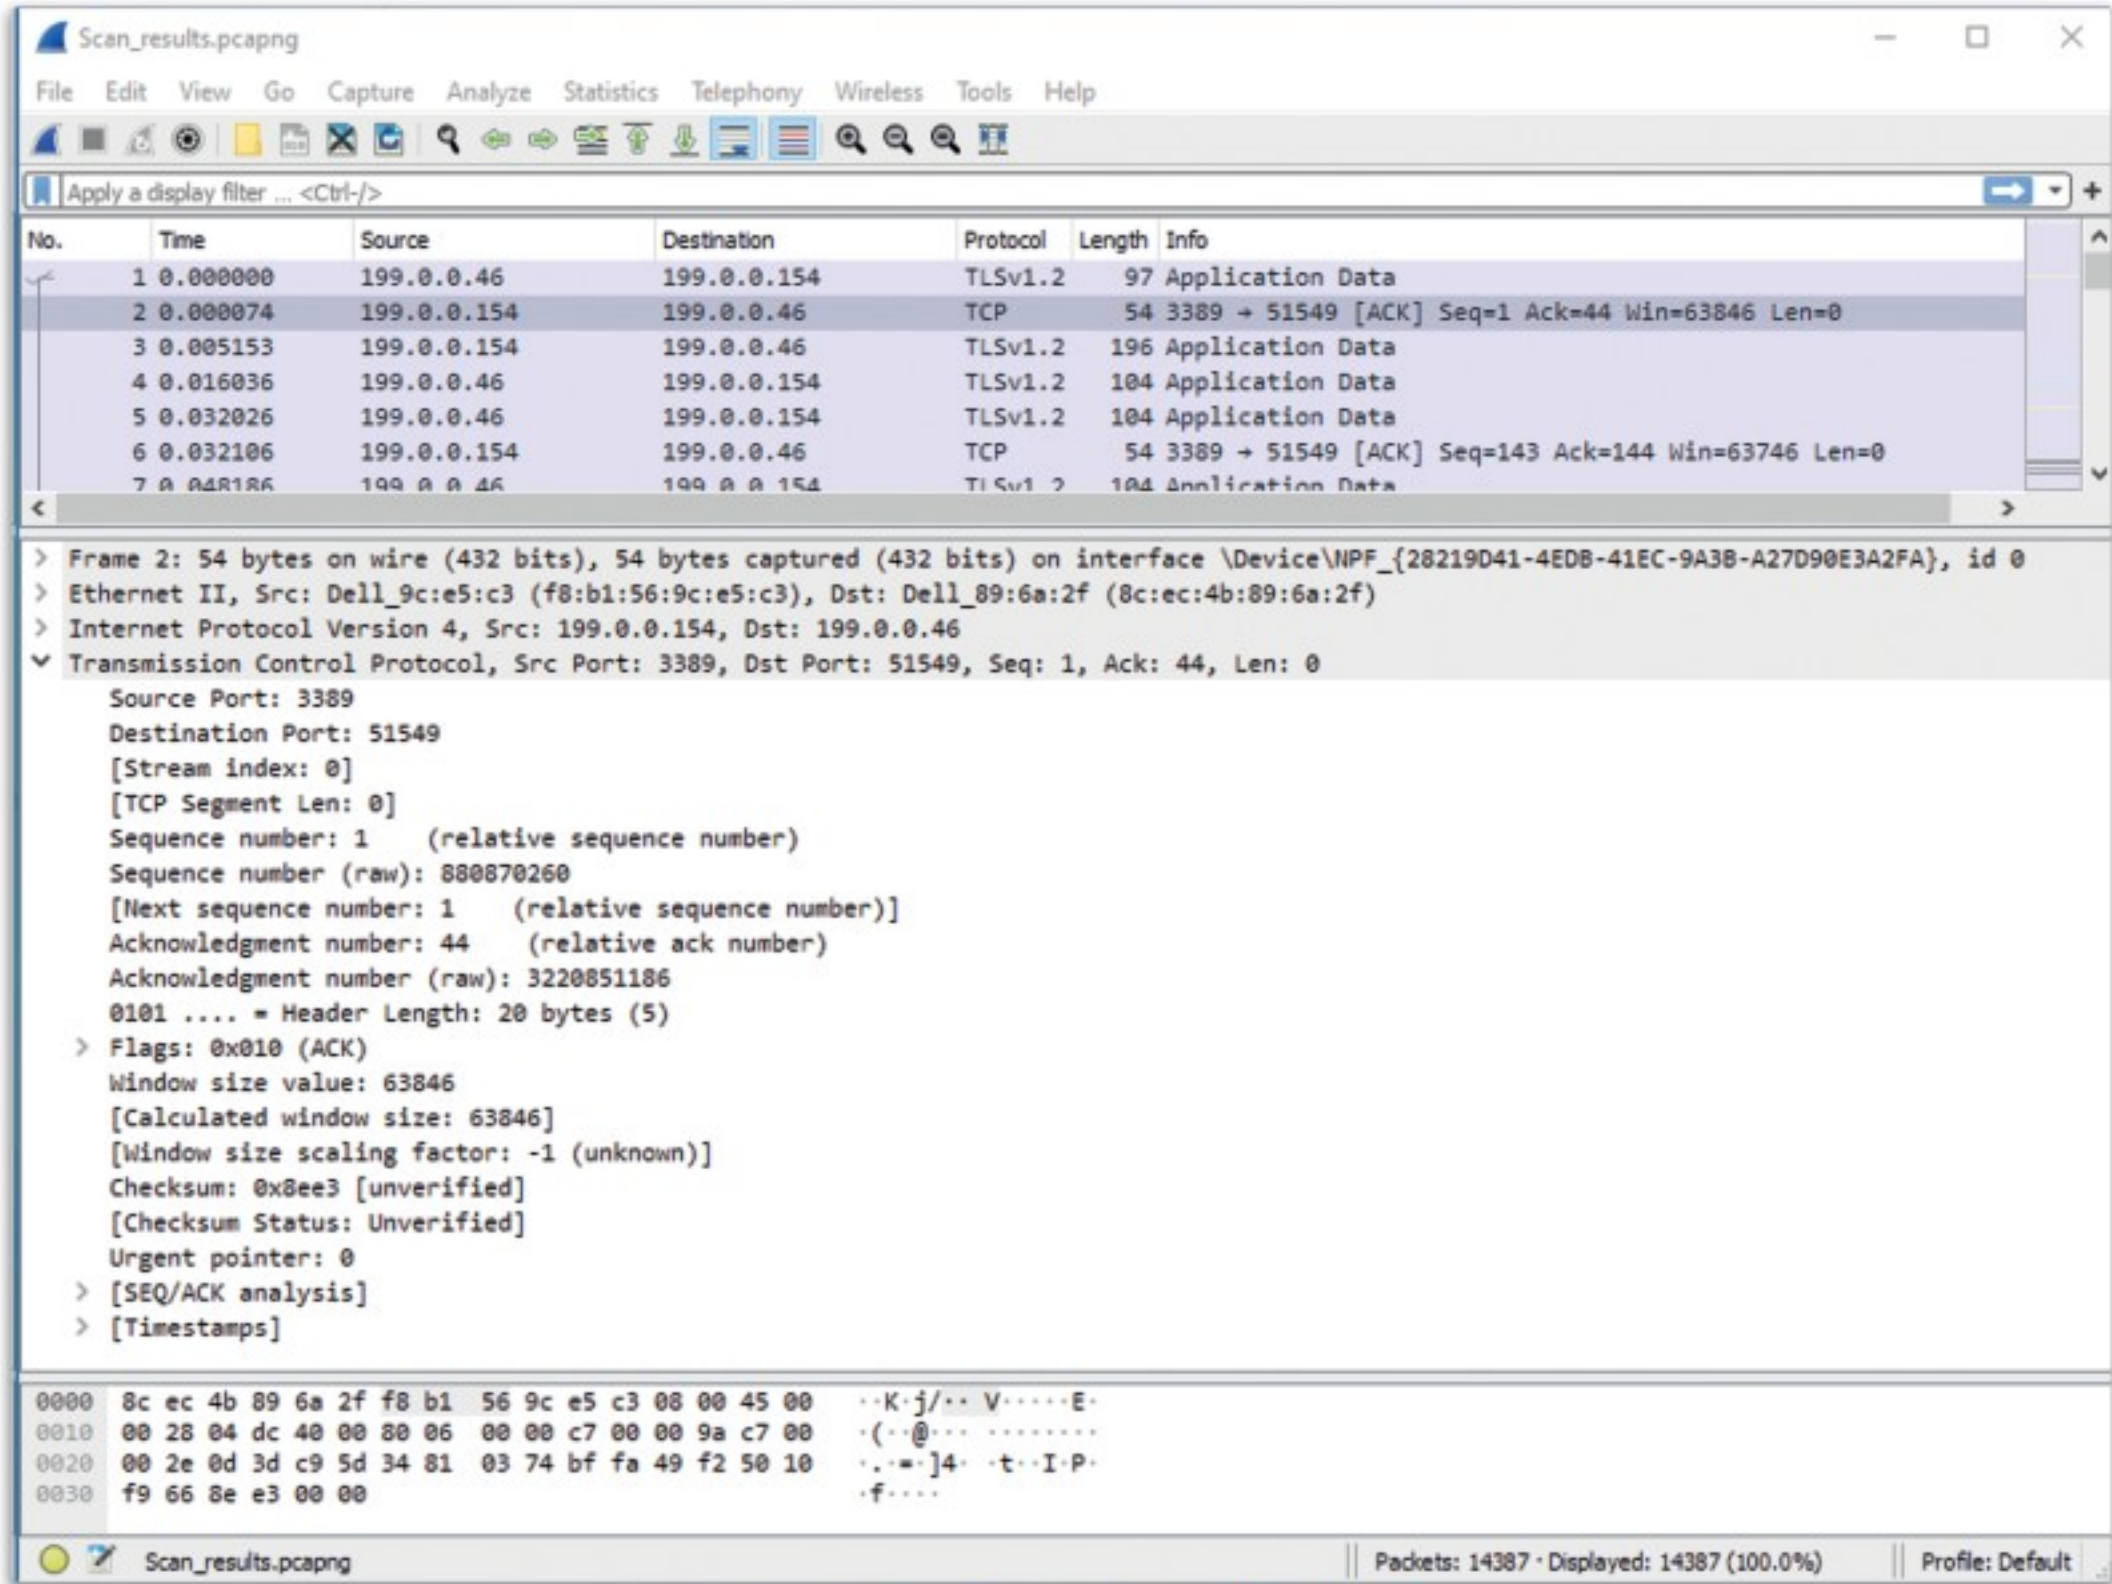 Scan_results.pcapng
File Edit View Go Capture Analyze Statistics Telephony Wireless Tools Help
Apply a display filter ... <Ctrl-/>
No. Time Source Destination Protocol Length Info
1 0.000000 199.0.0.46 199.0.0.154 TLSv1.2 97 Application Data
2 0.000074 199.0.0.154 199.0.0.46 TCP 54 3389 → 51549 [ACK] Seq=1 Ack=44 Win=63846 Len=0
3 0.005153 199.0.0.154 199.0.0.46 TLSv1.2 196 Application Data
4 0.016036 199.0.0.46 199.0.0.154 TLSv1.2 104 Application Data
5 0.032026 199.0.0.46 199.0.0.154 TLSv1.2 104 Application Data
6 0.032106 199.0.0.154 199.0.0.46 TCP 54 3389 → 51549 [ACK] Seq=143 Ack=144 Win=63746 Len=0
7 0.048186 199.0.0.46 199.0.0.154 TLSv1.2 104 Application Data
> Frame 2: 54 bytes on wire (432 bits), 54 bytes captured (432 bits) on interface \Device\NPF_{28219D41-4EDB-41EC-9A3B-A27D90E3A2FA}, id 0
> Ethernet II, Src: Dell_9c:e5:c3 (f8:b1:56:9c:e5:c3), Dst: Dell_89:6a:2f (8c:ec:4b:89:6a:2f)
> Internet Protocol Version 4, Src: 199.0.0.154, Dst: 199.0.0.46
Transmission Control Protocol, Src Port: 3389, Dst Port: 51549, Seq: 1, Ack: 44, Len: 0
Source Port: 3389
Destination Port: 51549
[Stream index: 0]
[TCP Segment Len: 0]
Sequence number: 1 (relative sequence number)
Sequence number (raw): 880870260
[Next sequence number: 1 (relative sequence number)]
Acknowledgment number: 44 (relative ack number)
Acknowledgment number (raw): 3220851186
0101 .... = Header Length: 20 bytes (5)
> Flags: 0x010 (ACK)
Window size value: 63846
[Calculated window size: 63846]
[Window size scaling factor: -1 (unknown)]
Checksum: 0x8ee3 [unverified]
[Checksum Status: Unverified]
Urgent pointer: 0
> [SEQ/ACK analysis]
> [Timestamps]
0000 8c ec 4b 89 6a 2f f8 b1 56 9c e5 c3 08 00 45 00 ··K·j/·· V·····E·
0010 00 28 04 dc 40 00 80 06 00 00 c7 00 00 9a c7 00 ·(··@··· ········
0020 00 2e 0d 3d c9 5d 34 81 03 74 bf fa 49 f2 50 10 ·.·=·]4· ·t··I·P·
0030 f9 66 8e e3 00 00 ·f····
Scan_results.pcapng Packets: 14387 · Displayed: 14387 (100.0%) Profile: Default